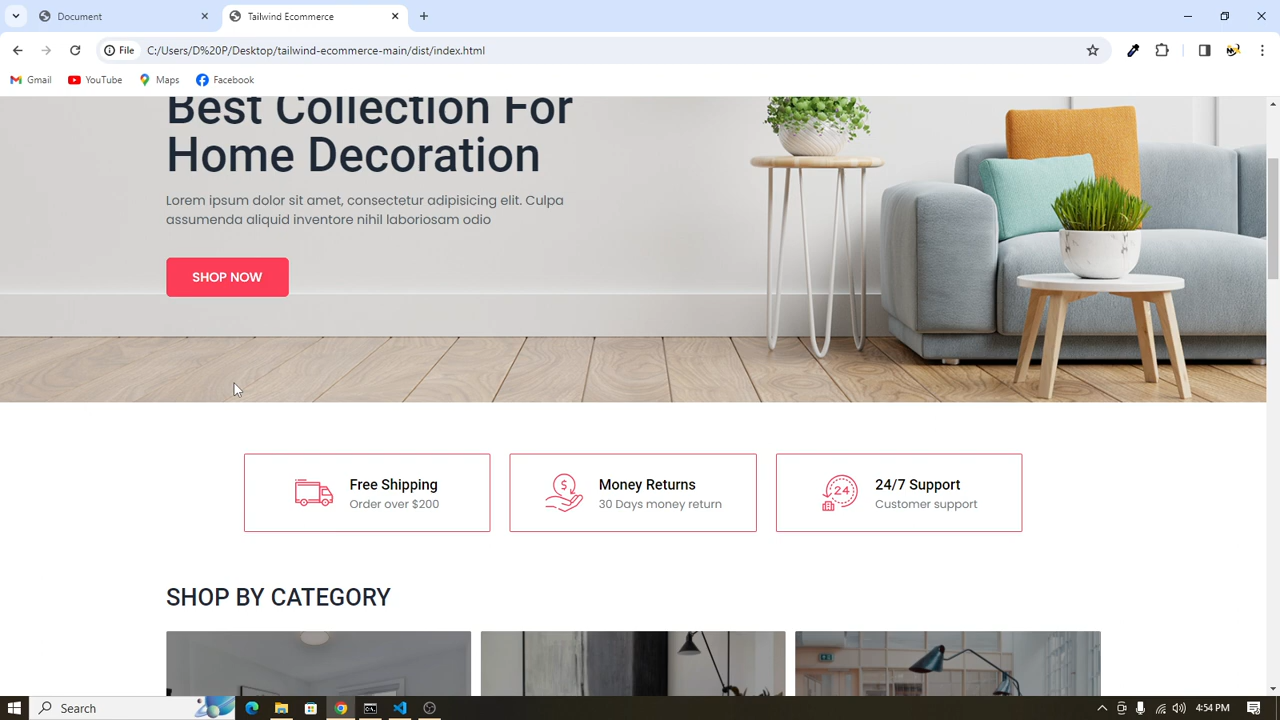 Document
Tailwind Ecommerce
File
C:/Users/D%20P/Desktop/tailwind-ecommerce-main/dist/index.html
Gmail
YouTube
Maps
Facebook
Best Collection For
Home Decoration
Lorem ipsum dolor sit amet, consectetur adipisicing elit. Culpa
assumenda aliquid inventore nihil laboriosam odio
SHOP NOW
$
Free Shipping
Order over $200
Money Returns
30 Days money return
24
24/7 Support
Customer support
SHOP BY CATEGORY
Search
4:54 PM